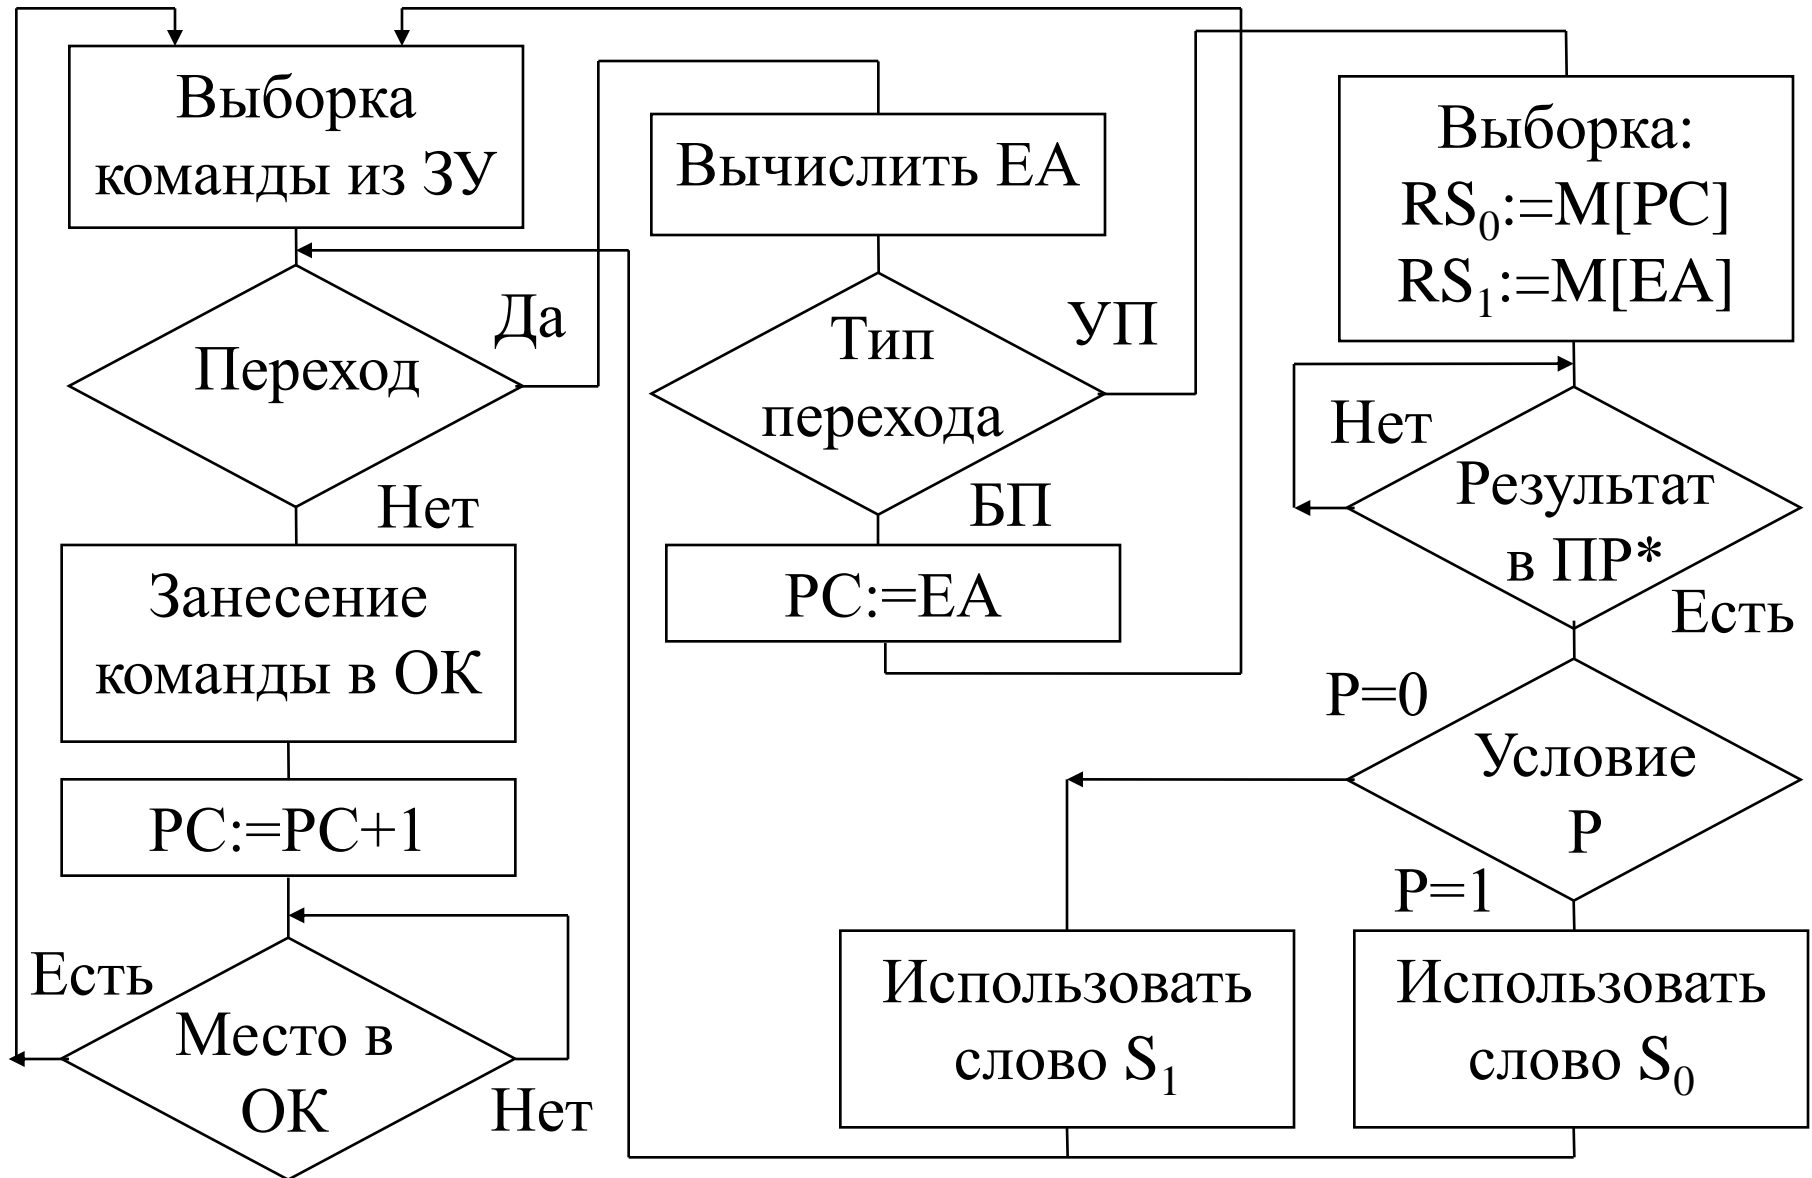 Выборка
команды из ЗУ
Переход
Да
Нет
Занесение
команды в ОК
PC:=PC+1
Есть
Место в
ОК
Нет
Вычислить EA
Тип
перехода
УП
БП
PC:=EA
Выборка:
RS₀:=M[PC]
RS₁:=M[EA]
Нет
Результат
в ПР*
Есть
P=0
Условие
P
P=1
Использовать
слово S₁
Использовать
слово S₀